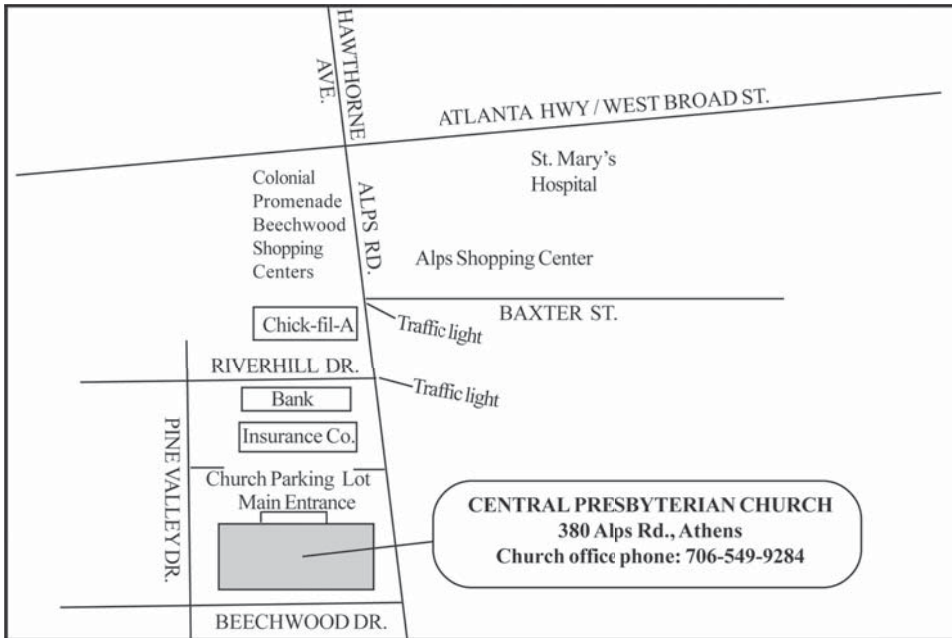 HAWTHORNE
AVE.
ATLANTA HWY / WEST BROAD ST.
St. Mary's
Hospital
Colonial
Promenade
Beechwood
Shopping
Centers
ALPS RD.
Alps Shopping Center
BAXTER ST.
Traffic light
Chick-fil-A
RIVERHILL DR.
Traffic light
Bank
Insurance Co.
PINE VALLEY DR.
Church Parking Lot
Main Entrance
CENTRAL PRESBYTERIAN CHURCH
380 Alps Rd., Athens
Church office phone: 706-549-9284
BEECHWOOD DR.